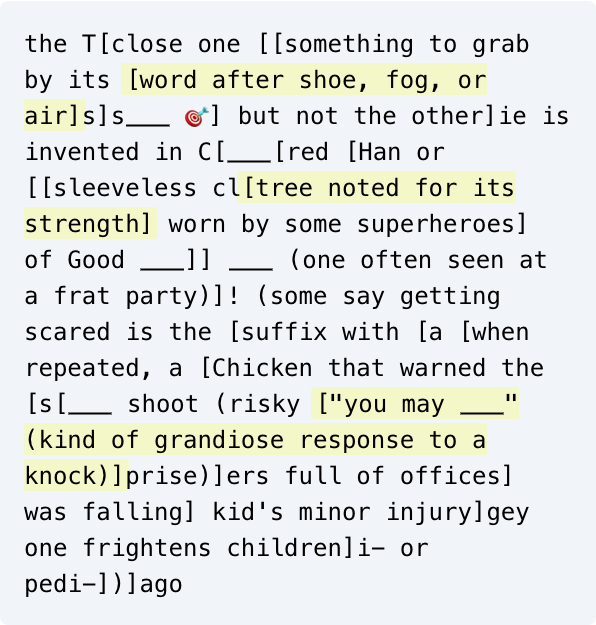 the T[close one [[something to grab
by its [word after shoe, fog, or
air]s]s___ 🎯] but not the other]ie is
invented in C[___[red [Han or
[[sleeveless cl[tree noted for its
strength] worn by some superheroes]
of Good ___]] ___ (one often seen at
a frat party)]! (some say getting
scared is the [suffix with [a [when
repeated, a [Chicken that warned the
[s[___ shoot (risky ["you may ___"
(kind of grandiose response to a
knock)]prise)]ers full of offices]
was falling] kid's minor injury]gey
one frightens children]i– or
pedi–])]ago